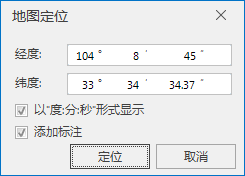 地图定位
经度: 104 ° 8 ′ 45 ″
纬度: 33 ° 34 ′ 34.37 ″
以"度;分;秒"形式显示
添加标注
定位 取消